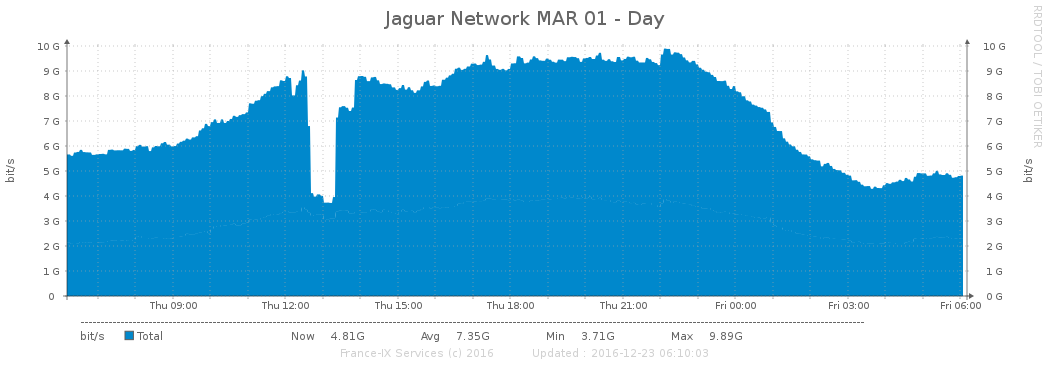 Jaguar Network MAR 01 - Day
RRDTOOL / TOBI OETIKER
bit/s
10 G
9 G
8 G
7 G
6 G
5 G
4 G
3 G
2 G
1 G
0
10 G
9 G
8 G
7 G
6 G
5 G
4 G
3 G
2 G
1 G
0 G
bit/s
Thu 09:00 Thu 12:00 Thu 15:00 Thu 18:00 Thu 21:00 Fri 00:00 Fri 03:00 Fri 06:00
bit/s Total Now 4.81G Avg 7.35G Min 3.71G Max 9.89G
France-IX Services (c) 2016 Updated : 2016-12-23 06:10:03